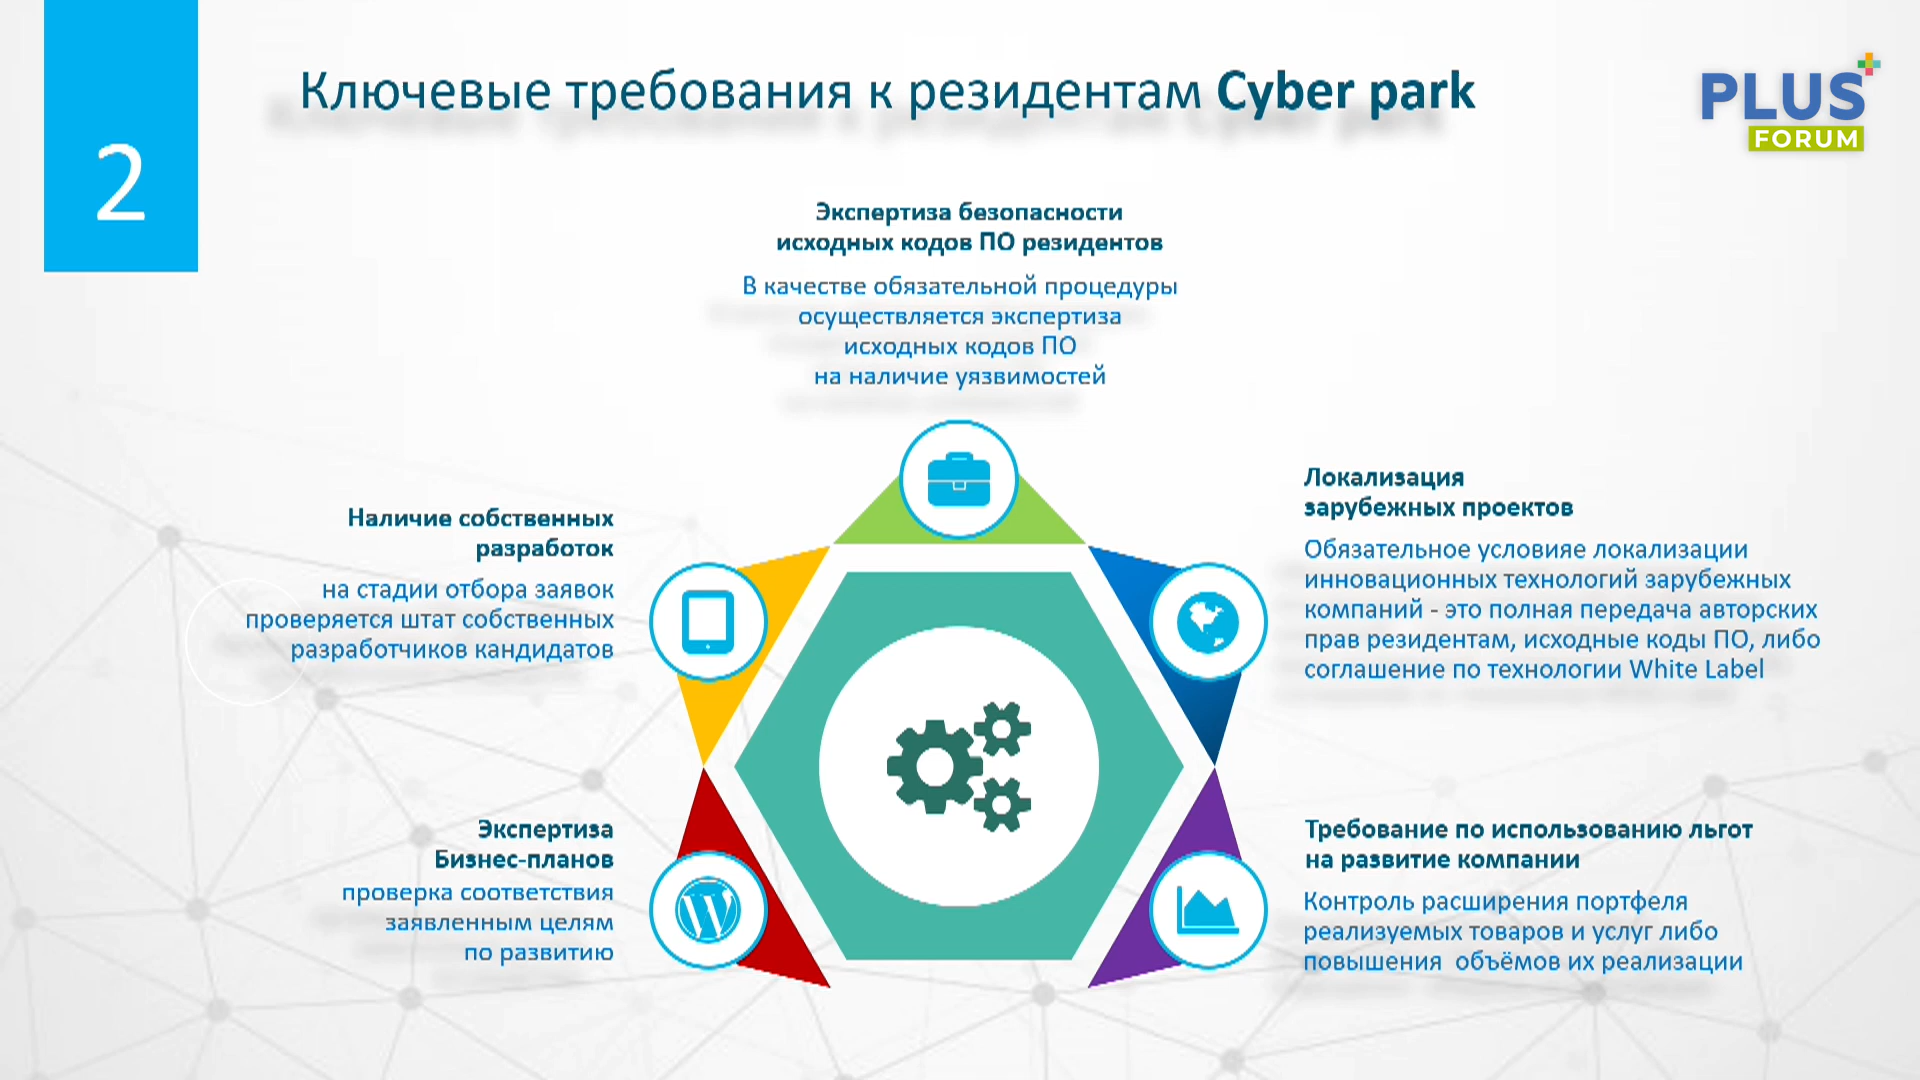 2
Ключевые требования к резидентам Cyber park
PLUS
FORUM
Экспертиза безопасности
исходных кодов ПО резидентов
В качестве обязательной процедуры
осуществляется экспертиза
исходных кодов ПО
на наличие уязвимостей
Наличие собственных
разработок
на стадии отбора заявок
проверяется штат собственных
разработчиков кандидатов
Локализация
зарубежных проектов
Обязательное условияе локализации
инновационных технологий зарубежных
компаний - это полная передача авторских
прав резидентам, исходные коды ПО, либо
соглашение по технологии White Label
Экспертиза
Бизнес-планов
проверка соответствия
заявленным целям
по развитию
Требование по использованию льгот
на развитие компании
Контроль расширения портфеля
реализуемых товаров и услуг либо
повышения объёмов их реализации